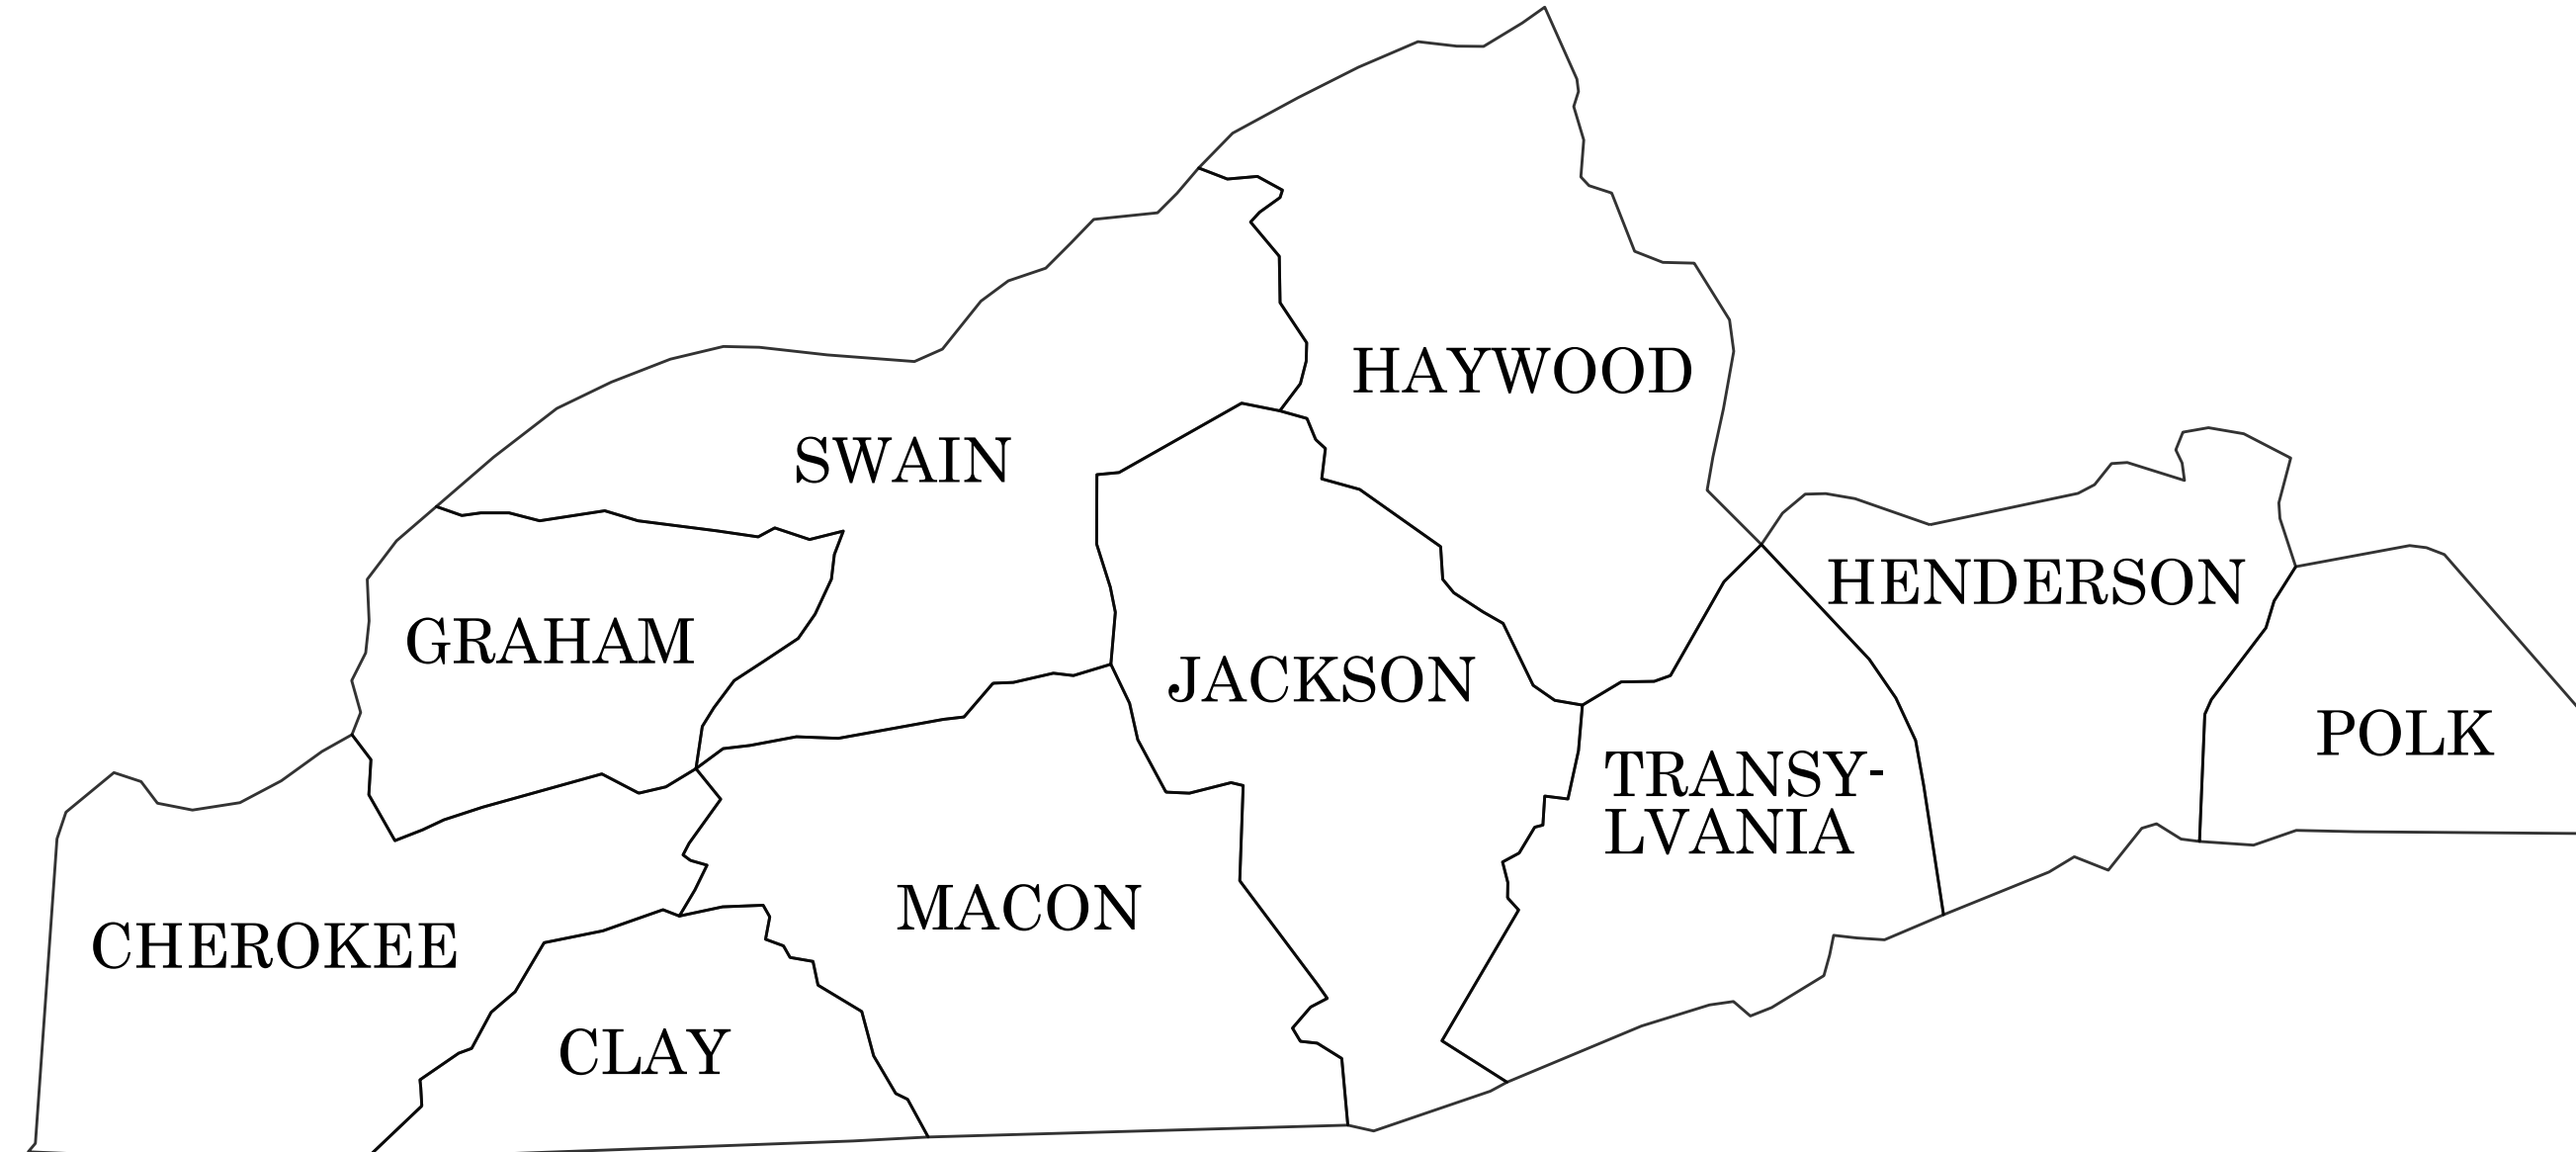 HAYWOOD
SWAIN
HENDERSON
GRAHAM
JACKSON
POLK
TRANSY-
LVANIA
MACON
CHEROKEE
CLAY